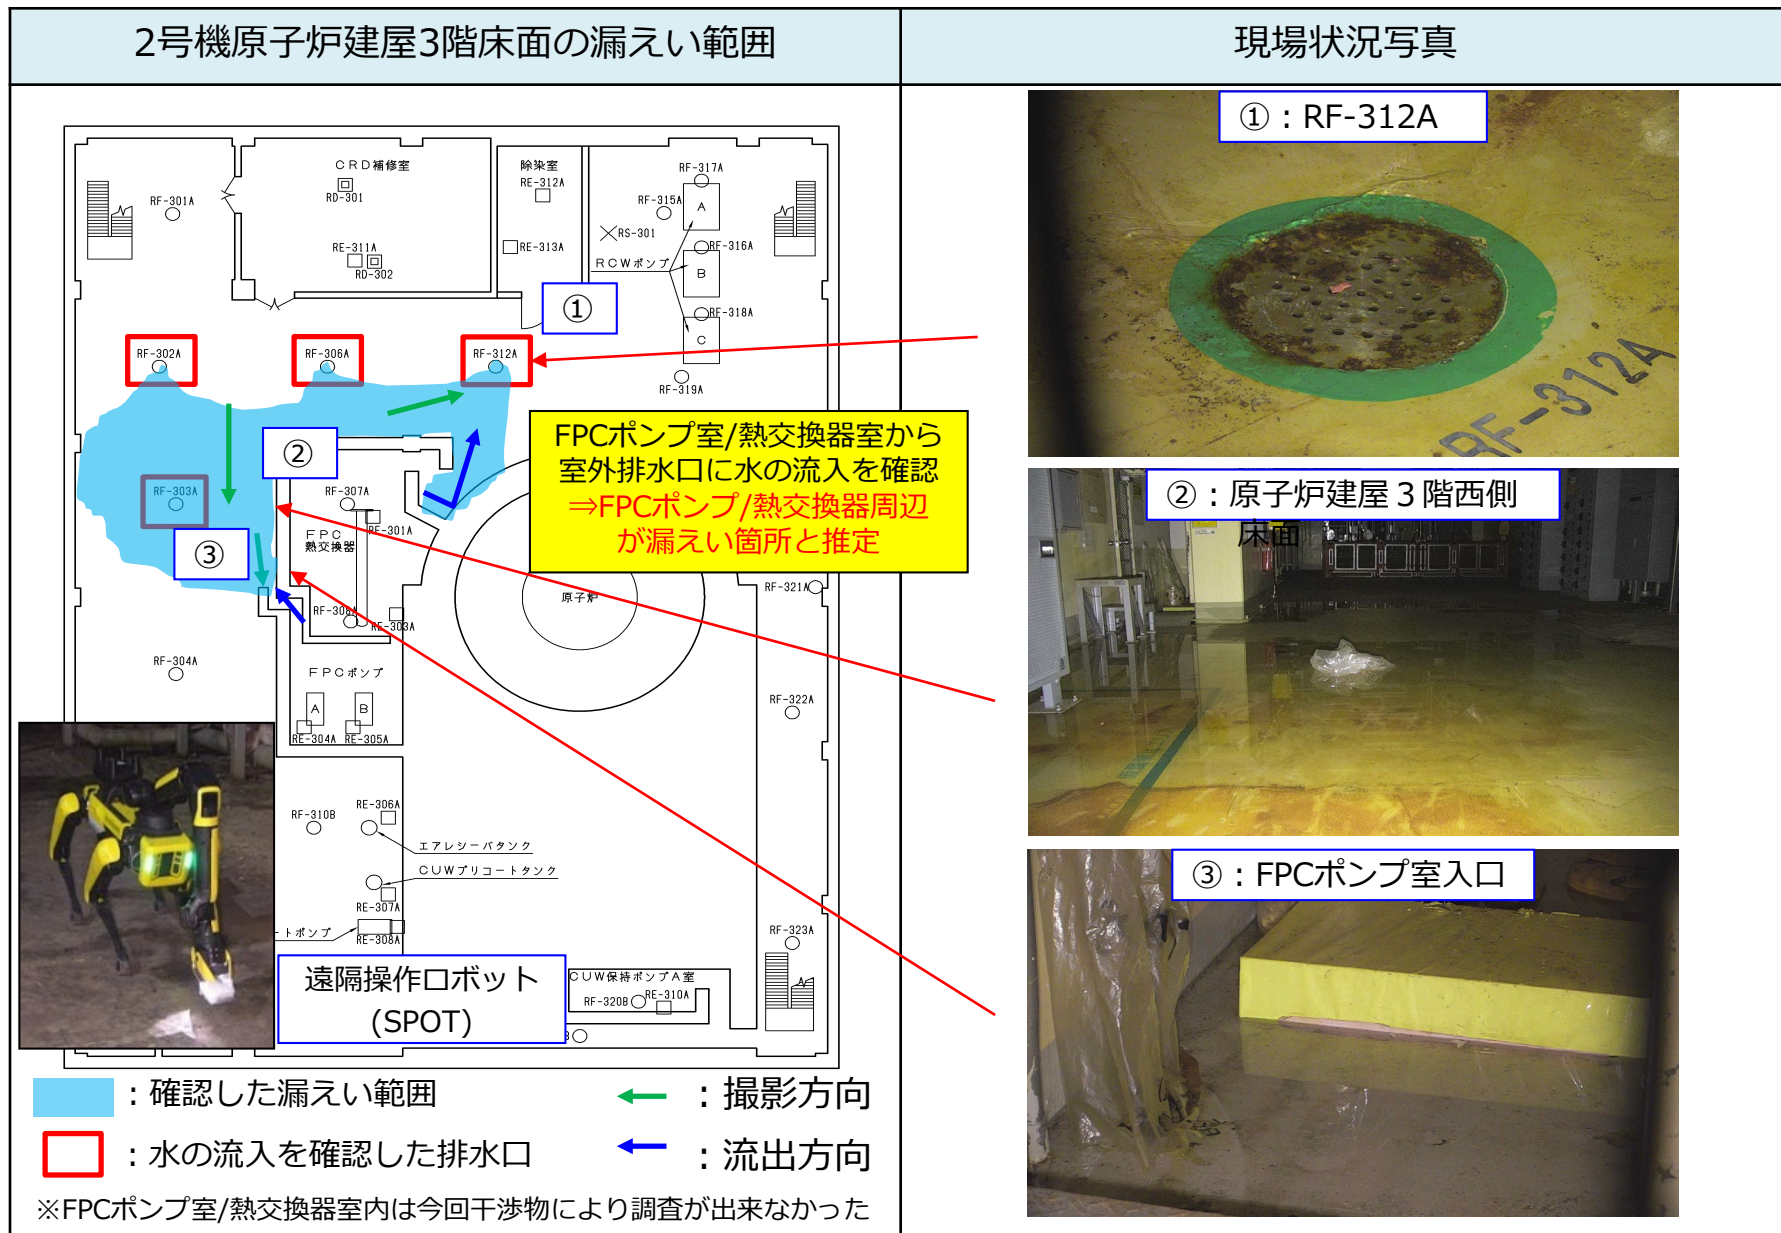 2号機原子炉建屋3階床面の漏えい範囲
現場状況写真
CRD補修室
RD-301
RE-311A
RD-302
除染室
RE-312A
RE-313A
RF-301A
RF-317A
RF-315A
A
RS-301
RF-316A
RCWポンプ
B
RF-318A
C
RF-319A
①
RF-302A
RF-306A
RF-312A
②
RF-303A
③
RF-307A
RE-301A
FPC
熱交換器
RF-308A
RE-303A
FPCポンプ室/熱交換器室から
室外排水口に水の流入を確認
⇒FPCポンプ/熱交換器周辺
が漏えい箇所と推定
原子炉
RF-321A
RF-304A
FPCポンプ
A
B
RE-304A
RE-305A
RF-322A
RE-306A
RF-310B
エアレシーバタンク
CUWプリコートタンク
RE-307A
トポンプ
RE-308A
RF-323A
CUW保持ポンプA室
RF-320B
RE-310A
遠隔操作ロボット
(SPOT)
：確認した漏えい範囲
：撮影方向
：水の流入を確認した排水口
：流出方向
※FPCポンプ室/熱交換器室内は今回干渉物により調査が出来なかった
①：RF-312A
RF-312A
②：原子炉建屋３階西側
床面
③：FPCポンプ室入口